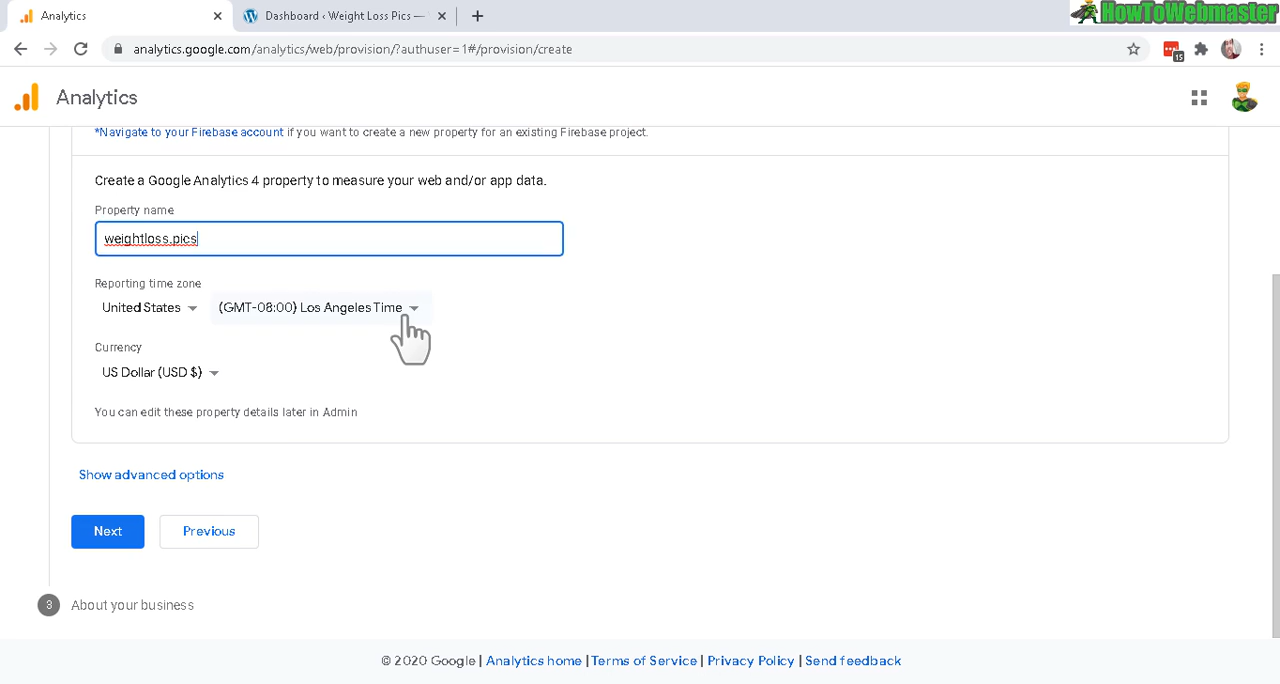 Analytics
Dashboard ‹ Weight Loss Pics —
HowToWebmaster
analytics.google.com/analytics/web/provision/?authuser=1#/provision/create
15
Analytics
*Navigate to your Firebase account if you want to create a new property for an existing Firebase project.
Create a Google Analytics 4 property to measure your web and/or app data.
Property name
weightloss.pics
Reporting time zone
United States (GMT-08:00) Los Angeles Time
Currency
US Dollar (USD $)
You can edit these property details later in Admin
Show advanced options
Next Previous
3 About your business
© 2020 Google | Analytics home | Terms of Service | Privacy Policy | Send feedback